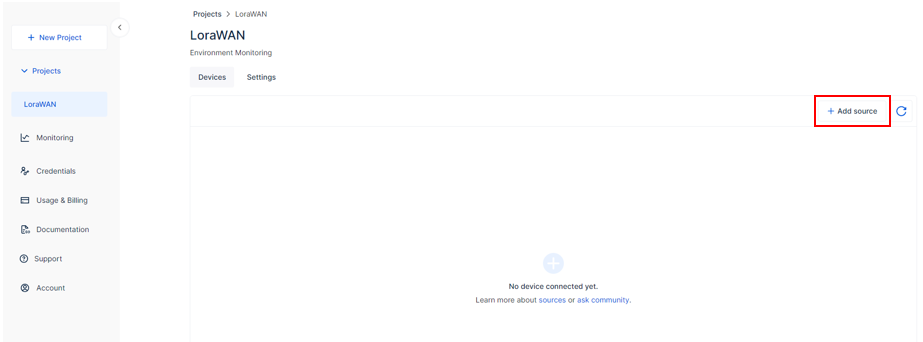 Projects > LoraWAN
+ New Project
LoraWAN
Environment Monitoring
Projects
Devices Settings
LoraWAN
+ Add source
Monitoring
Credentials
Usage & Billing
Documentation
Support
Account
No device connected yet.
Learn more about sources or ask community.